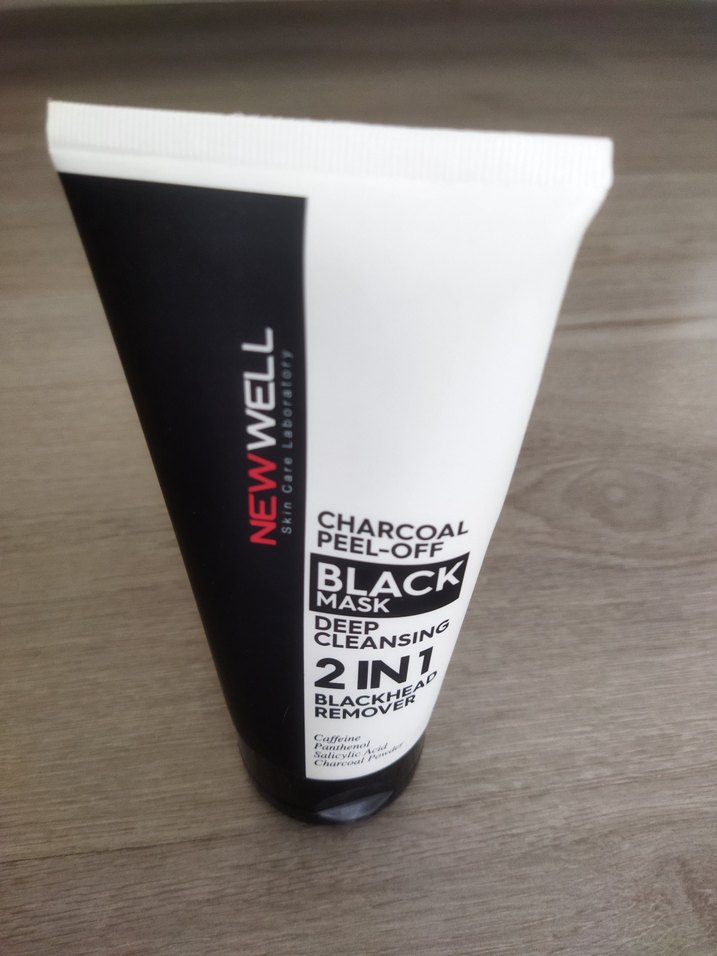 NEWWELL
Skin Care Laboratory
CHARCOAL
PEEL-OFF
BLACK
MASK
DEEP
CLEANSING
2 IN 1
BLACKHEAD
REMOVER
Caffeine
Panthenol
Salicylic Acid
Charcoal Powder